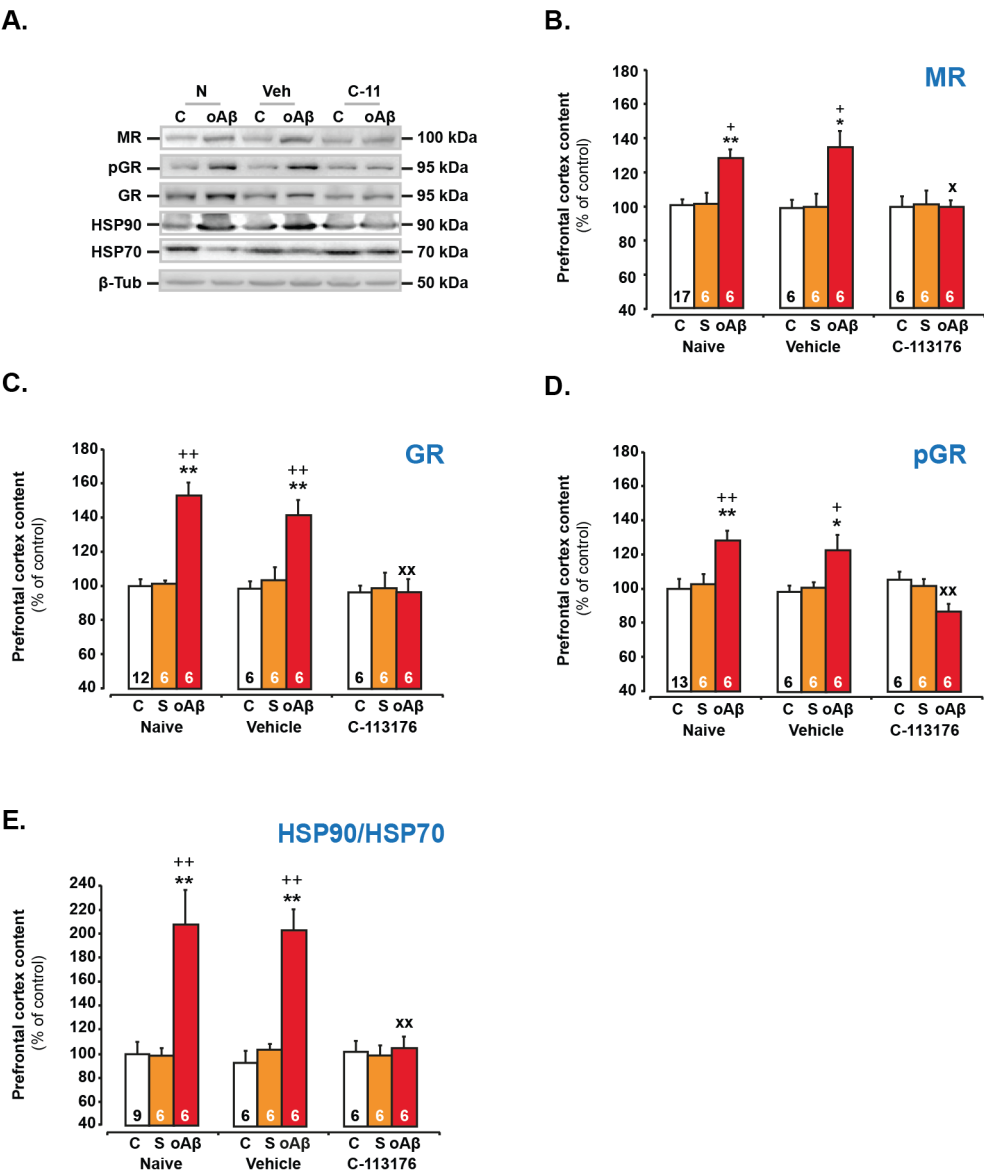 A.
N Veh C-11
C oAβ C oAβ C oAβ
MR 100 kDa
pGR 95 kDa
GR 95 kDa
HSP90 90 kDa
HSP70 70 kDa
β-Tub 50 kDa
B.
MR
Prefrontal cortex content
(% of control)
180
160
140
120
100
80
60
40
+
**
+
*
x
17 6 6 6 6 6 6 6 6
C S oAβ C S oAβ C S oAβ
Naive Vehicle C-113176
C.
GR
Prefrontal cortex content
(% of control)
180
160
140
120
100
80
60
40
++
**
++
**
xx
12 6 6 6 6 6 6 6 6
C S oAβ C S oAβ C S oAβ
Naive Vehicle C-113176
D.
pGR
Prefrontal cortex content
(% of control)
180
160
140
120
100
80
60
40
++
**
+
*
xx
13 6 6 6 6 6 6 6 6
C S oAβ C S oAβ C S oAβ
Naive Vehicle C-113176
E.
HSP90/HSP70
Prefrontal cortex content
(% of control)
240
220
200
180
160
140
120
100
80
60
40
++
**
++
**
xx
9 6 6 6 6 6 6 6 6
C S oAβ C S oAβ C S oAβ
Naive Vehicle C-113176